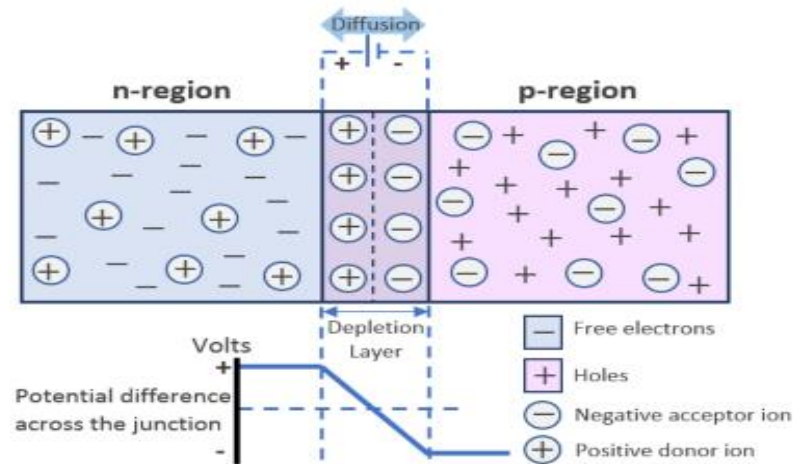 Diffusion
+ -
n-region
p-region
Depletion
Layer
Volts
+
Potential difference
across the junction
-
− Free electrons
+ Holes
− Negative acceptor ion
+ Positive donor ion